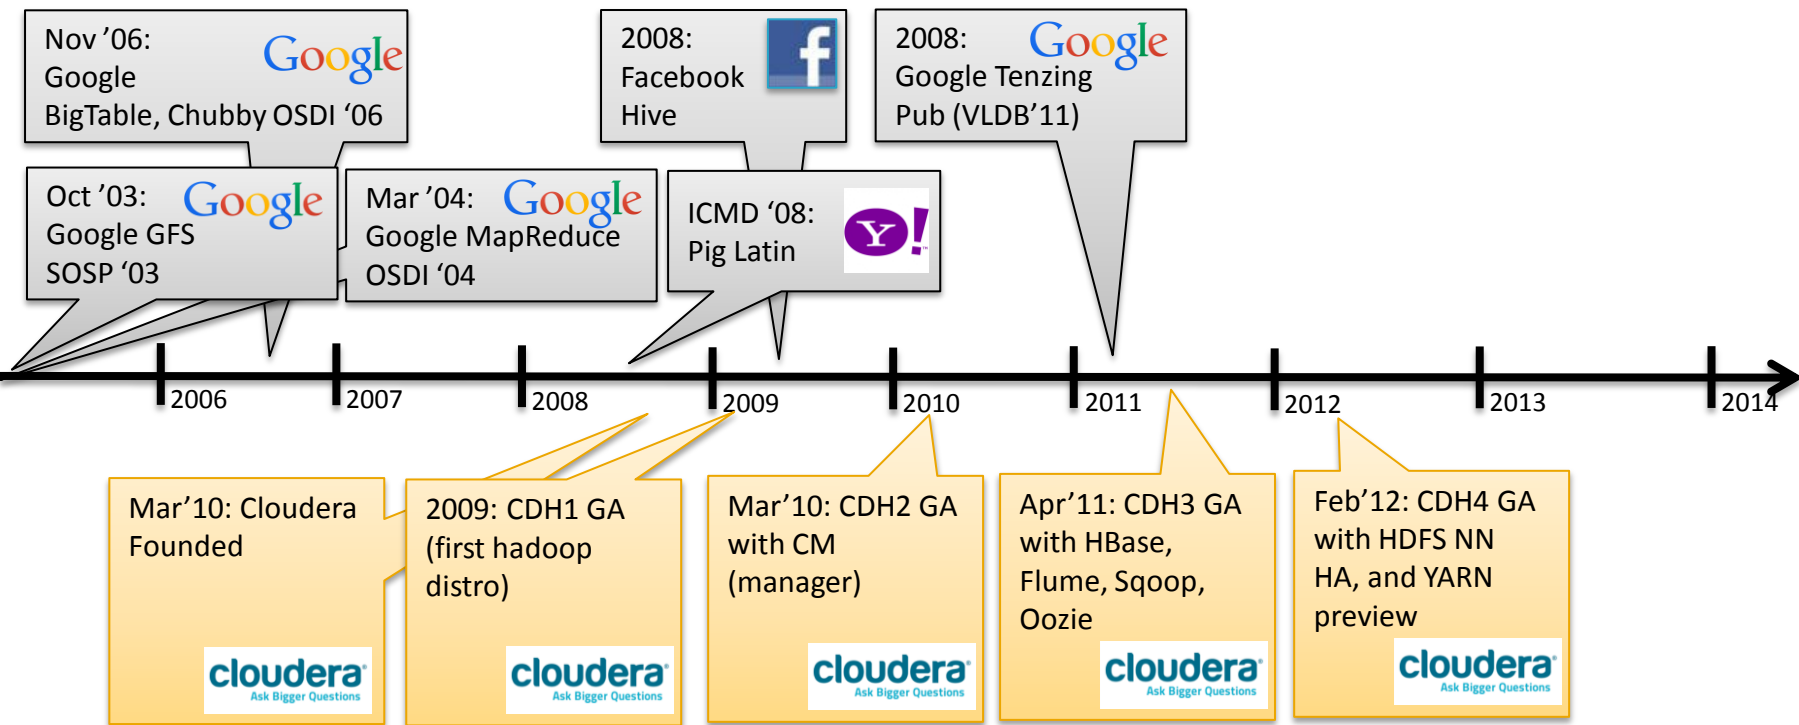 Nov ’06:
Google
Google
BigTable, Chubby OSDI ‘06
2008:
Facebook
Hive
f
2008:
Google
Google Tenzing
Pub (VLDB’11)
Oct ’03:
Google
Google GFS
SOSP ‘03
Mar ’04:
Google
Google MapReduce
OSDI ‘04
ICMD ‘08:
Pig Latin
Y!
2006
2007
2008
2009
2010
2011
2012
2013
2014
Mar’10: Cloudera
Founded
cloudera
Ask Bigger Questions
2009: CDH1 GA
(first hadoop
distro)
cloudera
Ask Bigger Questions
Mar’10: CDH2 GA
with CM
(manager)
cloudera
Ask Bigger Questions
Apr’11: CDH3 GA
with HBase,
Flume, Sqoop,
Oozie
cloudera
Ask Bigger Questions
Feb’12: CDH4 GA
with HDFS NN
HA, and YARN
preview
cloudera
Ask Bigger Questions